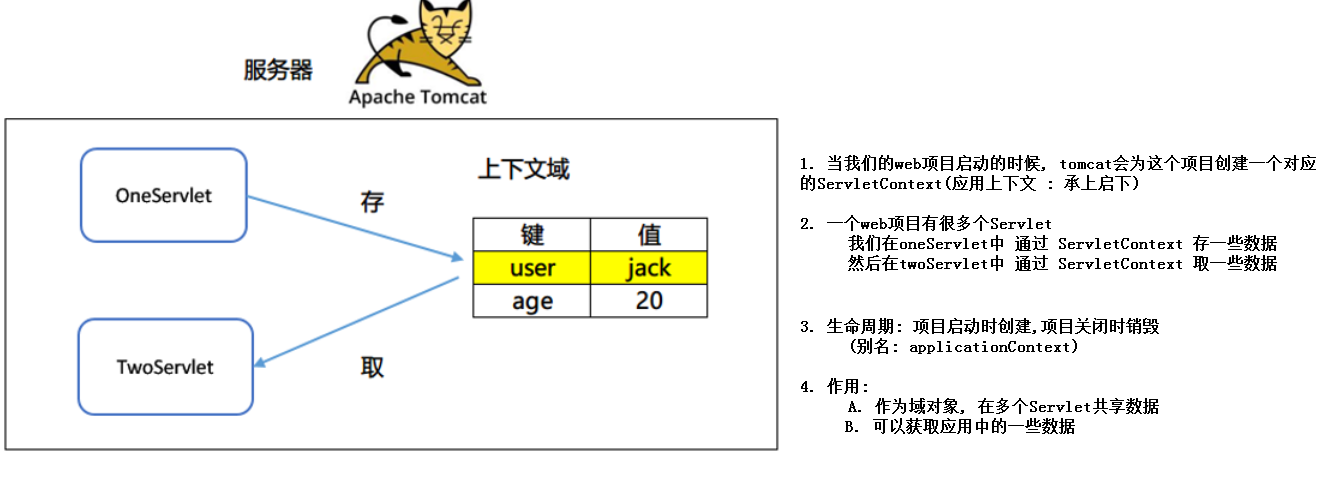 服务器
Apache Tomcat
OneServlet
存
上下文域
键 值
user jack
age 20
TwoServlet
取
1. 当我们的web项目启动的时候, tomcat会为这个项目创建一个对应
的ServletContext(应用上下文 : 承上启下)
2. 一个web项目有很多个Servlet
我们在oneServlet中 通过 ServletContext 存一些数据
然后在twoServlet中 通过 ServletContext 取一些数据
3. 生命周期: 项目启动时创建,项目关闭时销毁
(别名: applicationContext)
4. 作用:
A. 作为域对象, 在多个Servlet共享数据
B. 可以获取应用中的一些数据